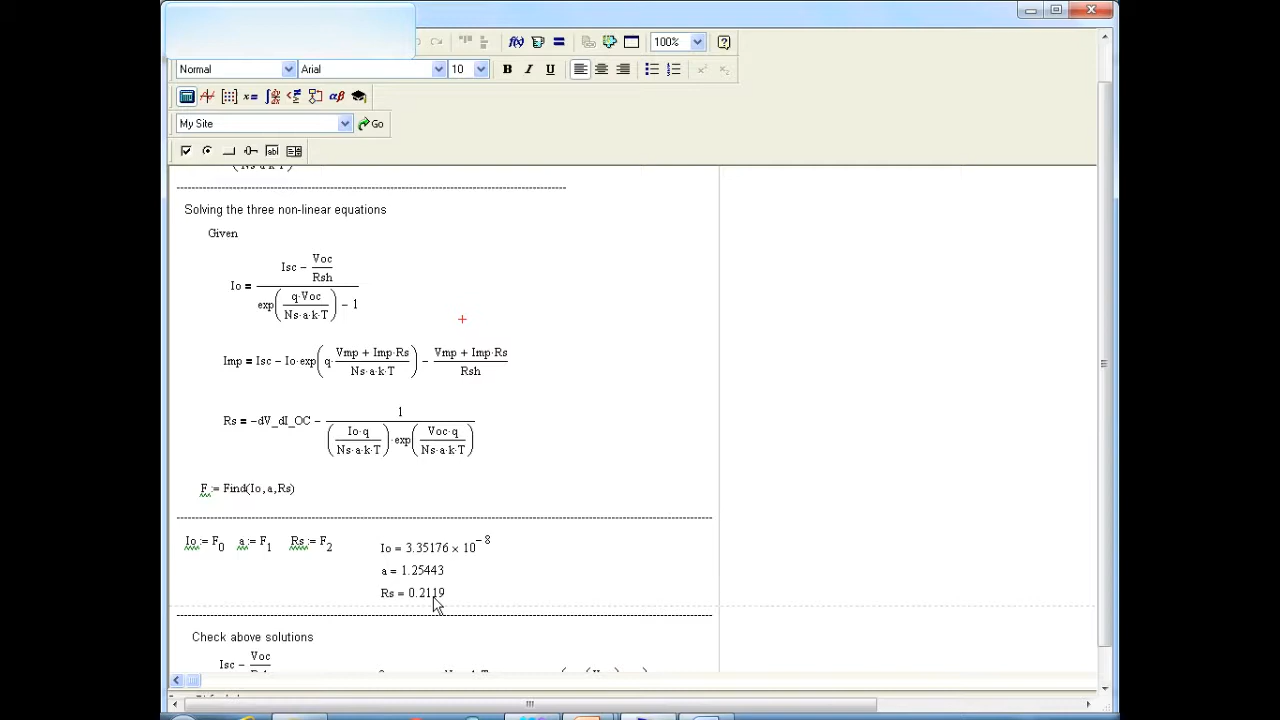 100%
Normal Arial 10 B I U
My Site Go
(Ns·a·k·T)
Solving the three non-linear equations
Given
Io = (Isc − Voc/Rsh) / (exp(q·Voc/(Ns·a·k·T)) − 1)
Imp = Isc − Io·exp(q·(Vmp + Imp·Rs)/(Ns·a·k·T)) − (Vmp + Imp·Rs)/Rsh
Rs = −dV_dI_OC − 1/((Io·q/(Ns·a·k·T))·exp(Voc·q/(Ns·a·k·T)))
F := Find(Io,a,Rs)
Io := F0 a := F1 Rs := F2
Io = 3.35176 × 10^−8
a = 1.25443
Rs = 0.2119
Check above solutions
Isc − Voc